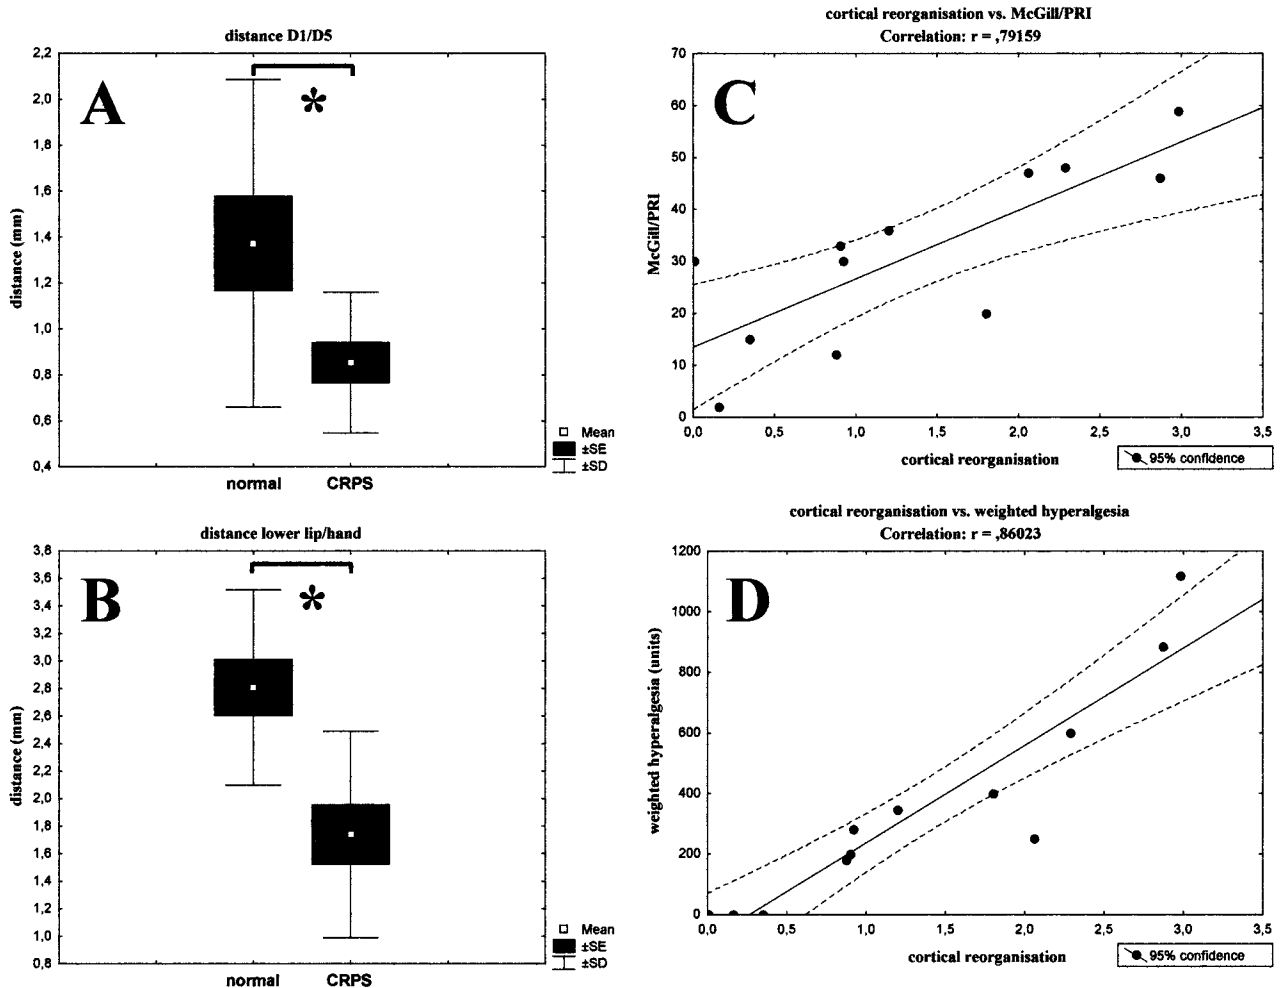 distance D1/D5
A
*
distance (mm)
2,2
2,0
1,8
1,6
1,4
1,2
1,0
0,8
0,6
0,4
normal
CRPS
Mean
±SE
±SD
distance lower lip/hand
B
*
distance (mm)
3,8
3,6
3,4
3,2
3,0
2,8
2,6
2,4
2,2
2,0
1,8
1,6
1,4
1,2
1,0
0,8
normal
CRPS
Mean
±SE
±SD
cortical reorganisation vs. McGill/PRI
Correlation: r = ,79159
C
McGill/PRI
70
60
50
40
30
20
10
0
0,0 0,5 1,0 1,5 2,0 2,5 3,0 3,5
cortical reorganisation
95% confidence
cortical reorganisation vs. weighted hyperalgesia
Correlation: r = ,86023
D
weighted hyperalgesia (units)
1200
1000
800
600
400
200
0
0,0 0,5 1,0 1,5 2,0 2,5 3,0 3,5
cortical reorganisation
95% confidence